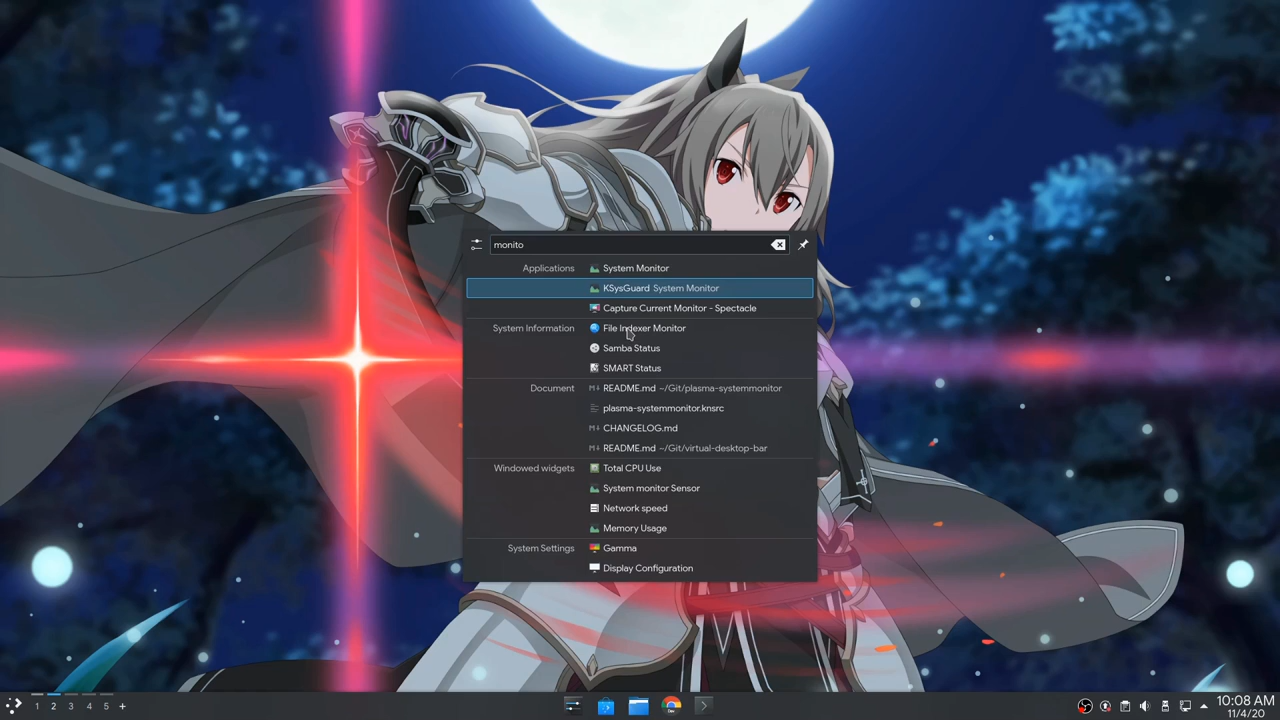 monito
Applications System Monitor
KSysGuard System Monitor
Capture Current Monitor - Spectacle
System Information File Indexer Monitor
Samba Status
SMART Status
Document README.md ~/Git/plasma-systemmonitor
plasma-systemmonitor.knsrc
CHANGELOG.md
README.md ~/Git/virtual-desktop-bar
Windowed widgets Total CPU Use
System monitor Sensor
Network speed
Memory Usage
System Settings Gamma
Display Configuration
1 2 3 4 5 + 10:08 AM
11/4/20